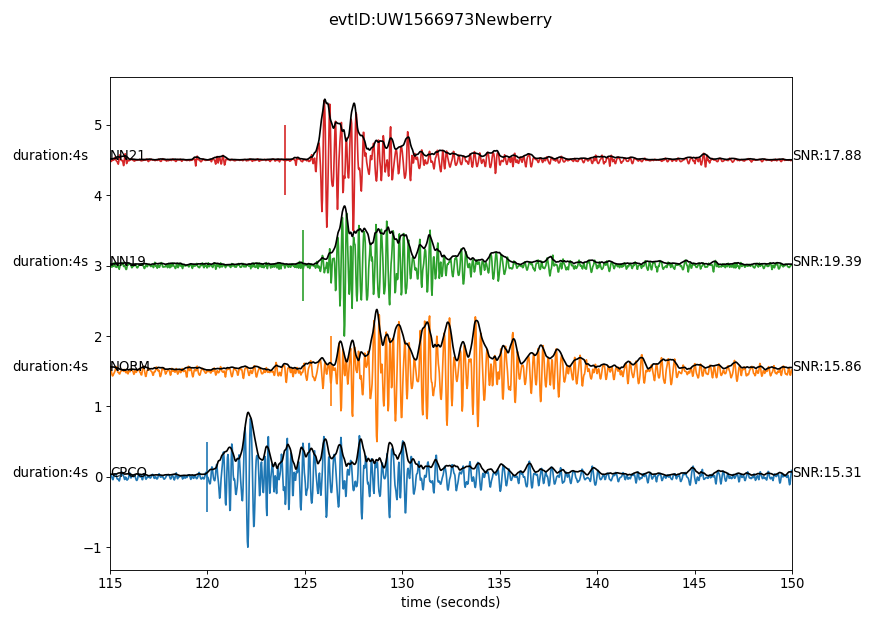 evtID:UW1566973Newberry
5
duration:4s NN21 SNR:17.88
4
duration:4s NN19 SNR:19.39
3
2
duration:4s NORM SNR:15.86
1
duration:4s CPCO SNR:15.31
0
−1
115 120 125 130 135 140 145 150
time (seconds)